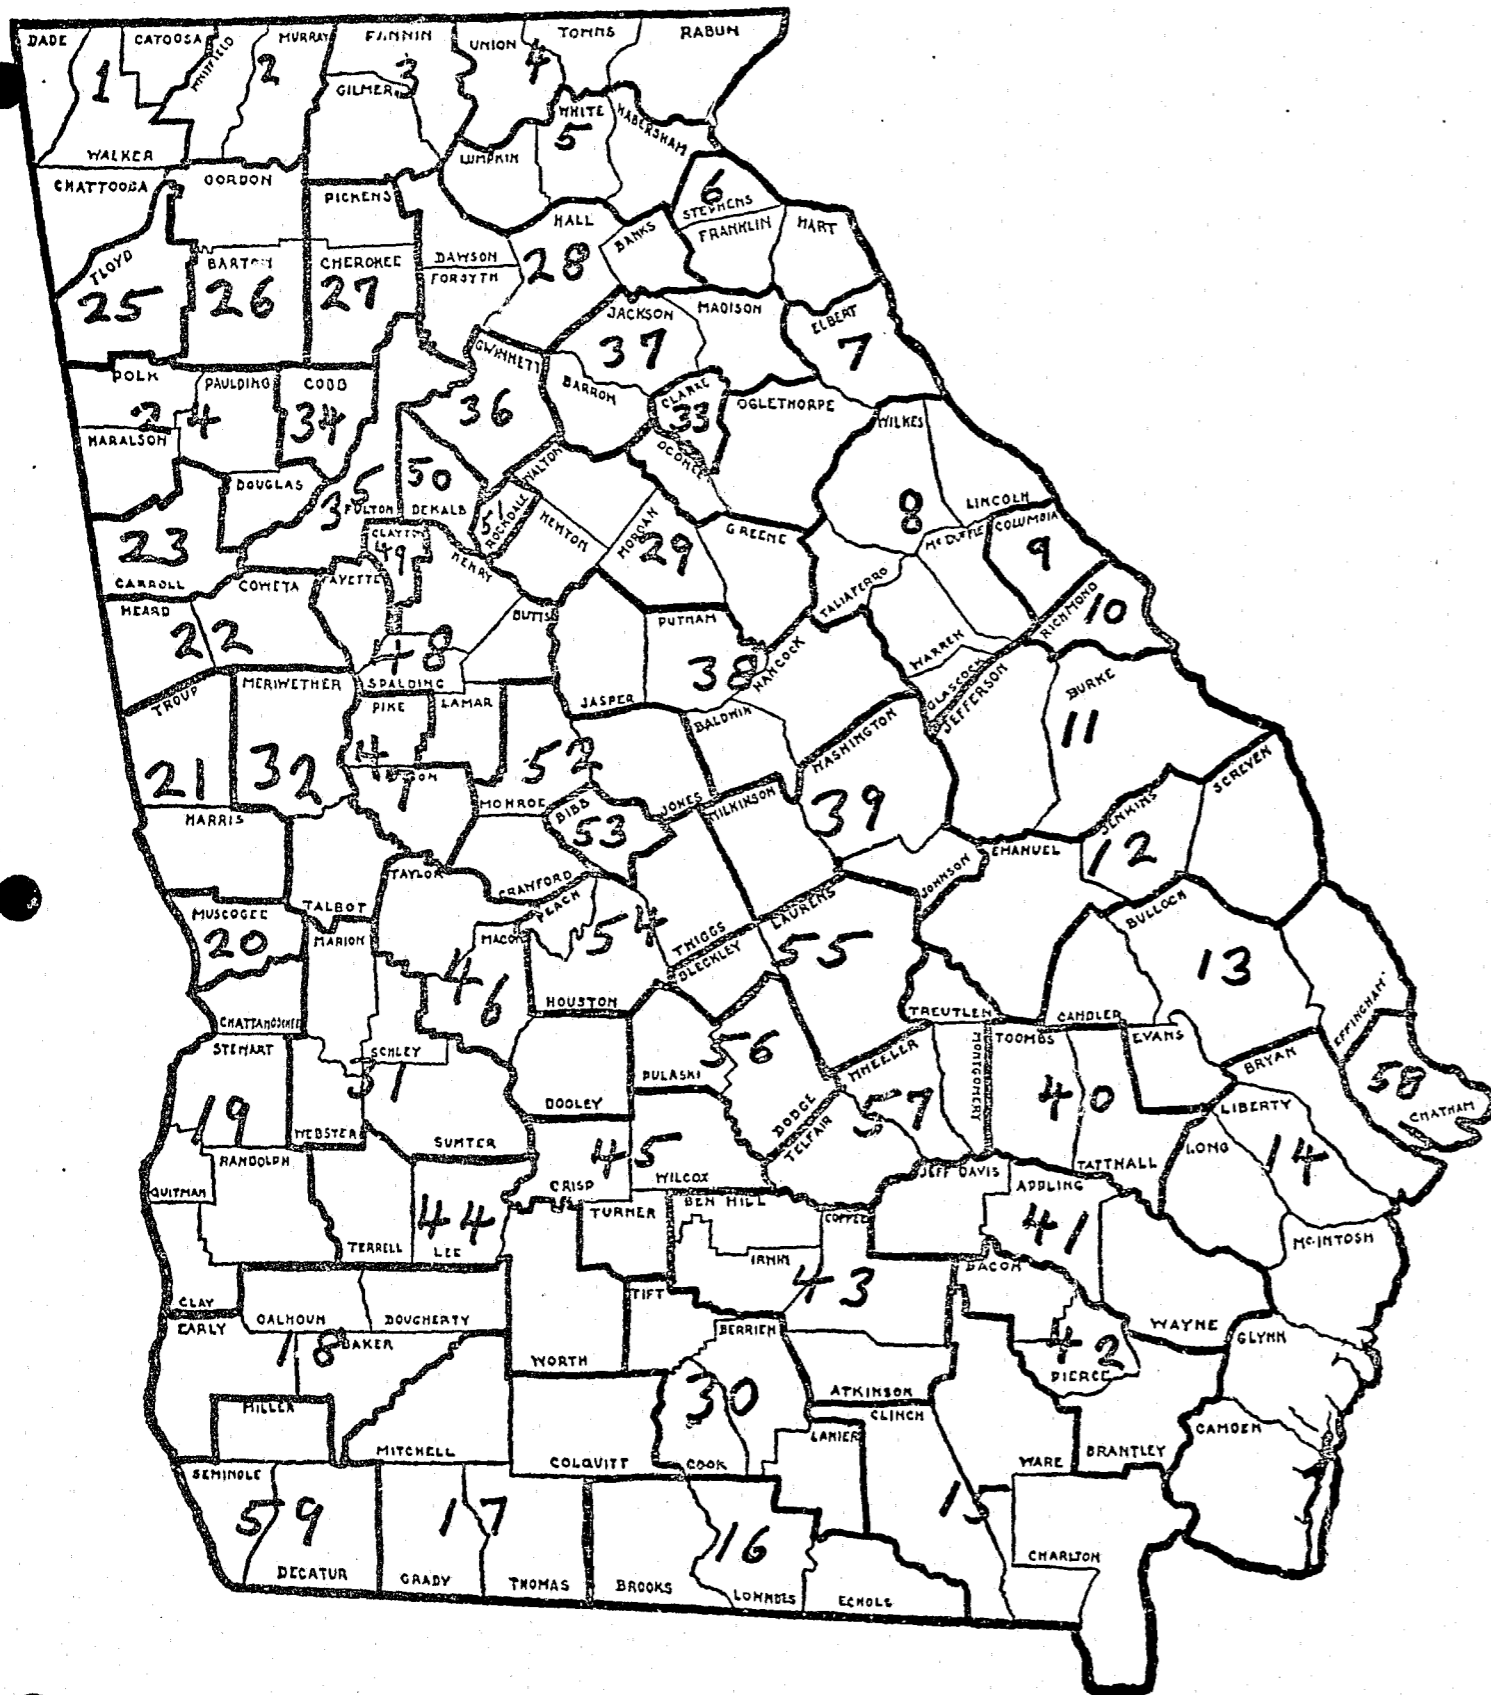 DADE
CATOOSA
WHITFIELD
MURRAY
FANNIN
UNION
TOWNS
RABUN
1
2
3
4
GILMER
WHITE
HABERSHAM
5
WALKER
LUMPKIN
CHATTOOGA
GORDON
PICKENS
6
STEPHENS
HALL
BANKS
FRANKLIN
HART
FLOYD
BARTOW
CHEROKEE
DAWSON
FORSYTH
28
25
26
27
JACKSON
MADISON
ELBERT
37
7
GWINNETT
POLK
PAULDING
COBB
BARROW
CLARKE
OGLETHORPE
24
34
36
33
WILKES
HARALSON
OCONEE
WALTON
DOUGLAS
35
50
8
LINCOLN
FULTON
DEKALB
51
ROCKDALE
NEWTON
MORGAN
GREENE
McDUFFIE
COLUMBIA
23
CLAYTON
49
HENRY
29
9
CARROLL
COWETA
FAYETTE
TALIAFERRO
RICHMOND
10
HEARD
BUTTS
PUTNAM
22
48
38
HANCOCK
WARREN
TROUP
MERIWETHER
SPALDING
PIKE
LAMAR
JASPER
BALDWIN
GLASCOCK
JEFFERSON
BURKE
11
WASHINGTON
21
32
47
52
SCREVEN
HARRIS
MONROE
BIBB
53
JONES
WILKINSON
39
JENKINS
12
EMANUEL
TAYLOR
CRAWFORD
JOHNSON
MUSCOGEE
20
TALBOT
MARION
MACON
PEACH
54
TWIGGS
BLECKLEY
LAURENS
55
BULLOCH
13
46
HOUSTON
CHATTAHOOCHEE
TREUTLEN
CANDLER
EFFINGHAM
STEWART
SCHLEY
31
56
PULASKI
WHEELER
MONTGOMERY
TOOMBS
EVANS
BRYAN
19
WEBSTER
DOOLY
DODGE
TELFAIR
57
40
LIBERTY
58
CHATHAM
SUMTER
RANDOLPH
45
CRISP
WILCOX
JEFF DAVIS
TATTNALL
LONG
14
QUITMAN
TURNER
BEN HILL
APPLING
41
TERRELL
44
LEE
COFFEE
IRWIN
McINTOSH
CLAY
43
BACON
EARLY
CALHOUN
DOUGHERTY
TIFT
BERRIEN
WAYNE
GLYNN
18
BAKER
WORTH
42
PIERCE
30
ATKINSON
MILLER
CLINCH
LANIER
CAMDEN
MITCHELL
COLQUITT
COOK
WARE
BRANTLEY
SEMINOLE
15
59
17
16
CHARLTON
DECATUR
GRADY
THOMAS
BROOKS
LOWNDES
ECHOLS